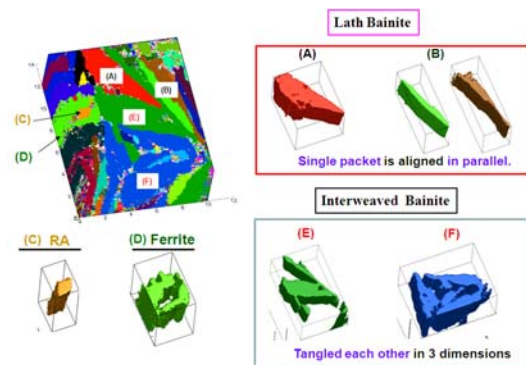 Lath Bainite
(A)
(B)
(A)
(B)
(C)
(E)
(D)
(F)
Single packet is aligned in parallel.
Interweaved Bainite
(C) RA
(D) Ferrite
(E)
(F)
Tangled each other in 3 dimensions